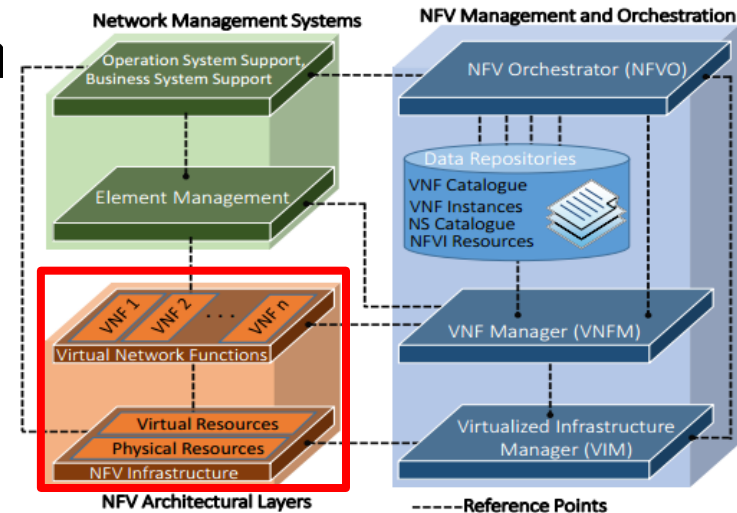 Network Management Systems
Operation System Support,
Business System Support
Element Management
VNF 1
VNF 2
. . .
VNF n
Virtual Network Functions
Virtual Resources
Physical Resources
NFV Infrastructure
NFV Architectural Layers
NFV Management and Orchestration
NFV Orchestrator (NFVO)
Data Repositories
VNF Catalogue
VNF Instances
NS Catalogue
NFVI Resources
VNF Manager (VNFM)
Virtualized Infrastructure
Manager (VIM)
-----Reference Points